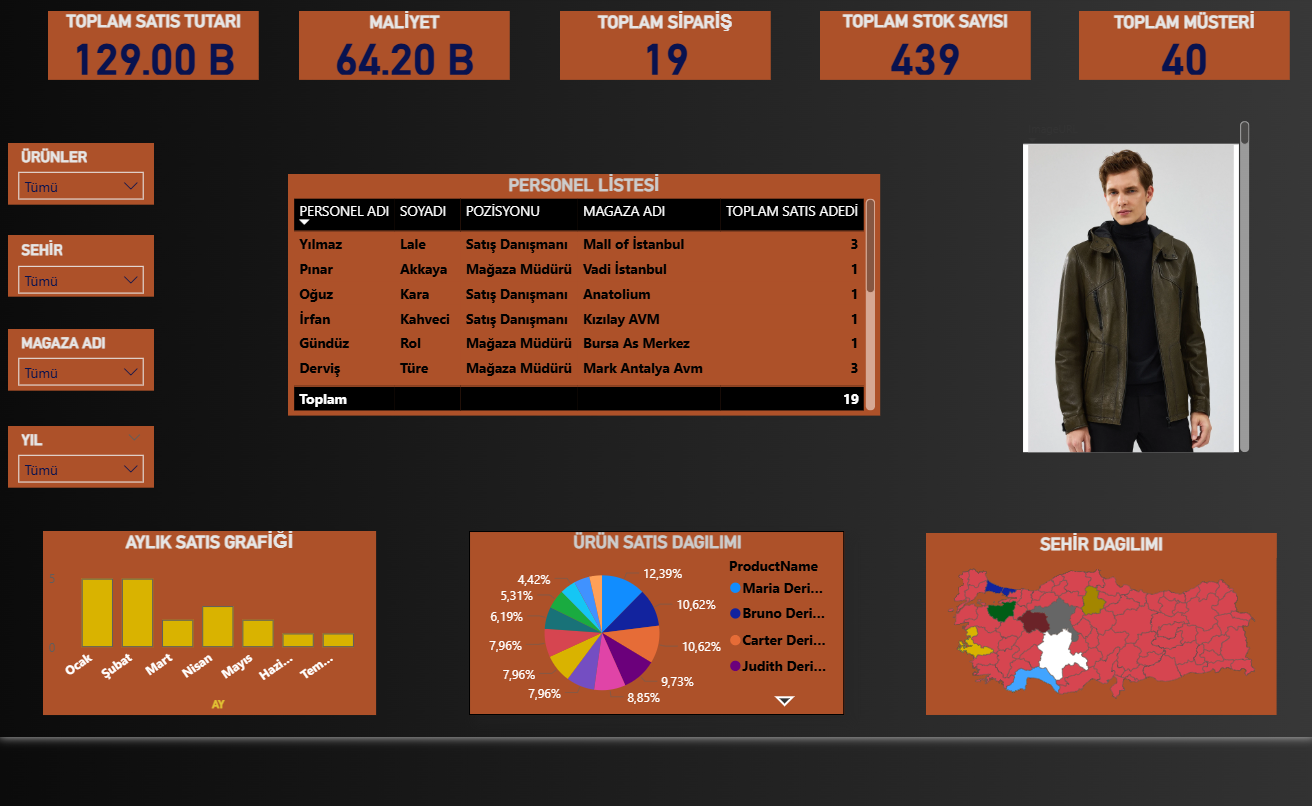 TOPLAM SATIS TUTARI
129.00 B
MALİYET
64.20 B
TOPLAM SİPARİŞ
19
TOPLAM STOK SAYISI
439
TOPLAM MÜSTERİ
40
ÜRÜNLER
Tümü
SEHİR
Tümü
MAGAZA ADI
Tümü
YIL
Tümü
PERSONEL LİSTESİ
PERSONEL ADI SOYADI POZİSYONU MAGAZA ADI TOPLAM SATIS ADEDİ
Yılmaz Lale Satış Danışmanı Mall of İstanbul 3
Pınar Akkaya Mağaza Müdürü Vadi İstanbul 1
Oğuz Kara Satış Danışmanı Anatolium 1
İrfan Kahveci Satış Danışmanı Kızılay AVM 1
Gündüz Rol Mağaza Müdürü Bursa As Merkez 1
Derviş Türe Mağaza Müdürü Mark Antalya Avm 3
Toplam 19
AYLIK SATIS GRAFİĞİ
5
0
Ocak Şubat Mart Nisan Mayıs Hazi... Tem...
AY
ÜRÜN SATIS DAGILIMI
12,39%
10,62%
10,62%
9,73%
8,85%
7,96%
7,96%
7,96%
6,19%
5,31%
4,42%
ProductName
Maria Deri...
Bruno Deri...
Carter Deri...
Judith Deri...
SEHİR DAGILIMI